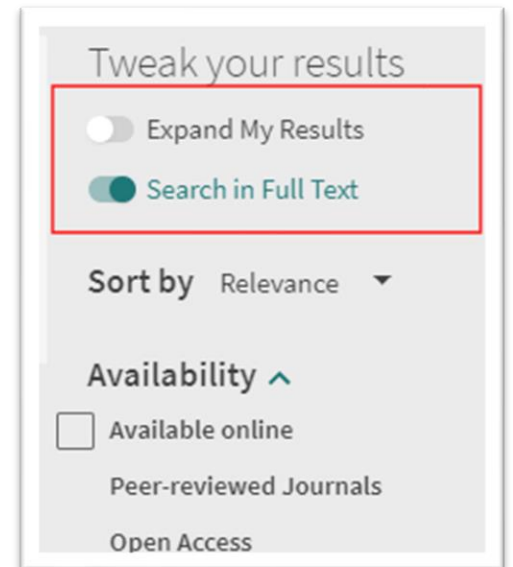 Tweak your results
Expand My Results
Search in Full Text
Sort by Relevance
Availability
Available online
Peer-reviewed Journals
Open Access